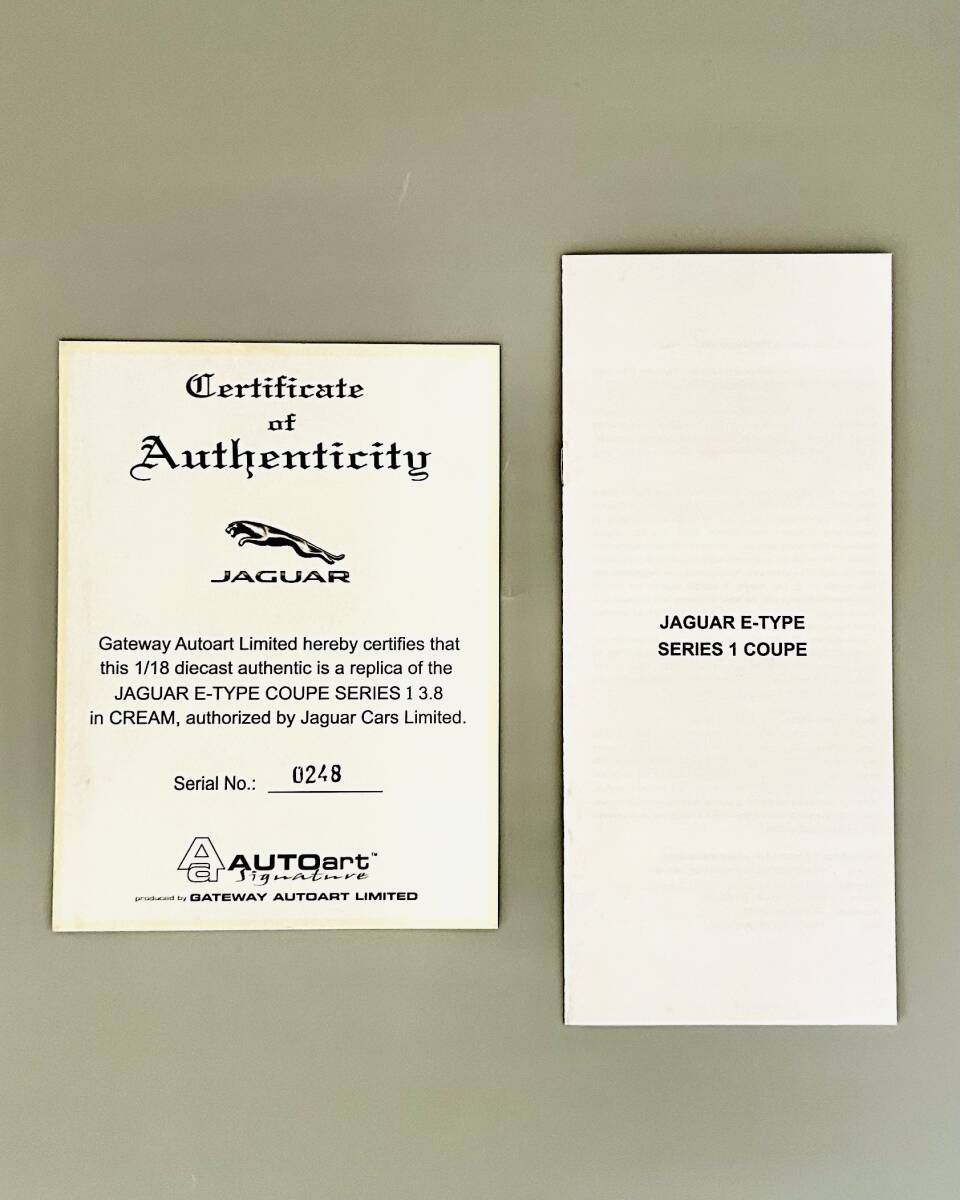 Certificate
of
Authenticity
JAGUAR
Gateway Autoart Limited hereby certifies that
this 1/18 diecast authentic is a replica of the
JAGUAR E-TYPE COUPE SERIES 1 3.8
in CREAM, authorized by Jaguar Cars Limited.
Serial No.: 0248
Aa AUTOart™
Signature
produced by GATEWAY AUTOART LIMITED
JAGUAR E-TYPE
SERIES 1 COUPE